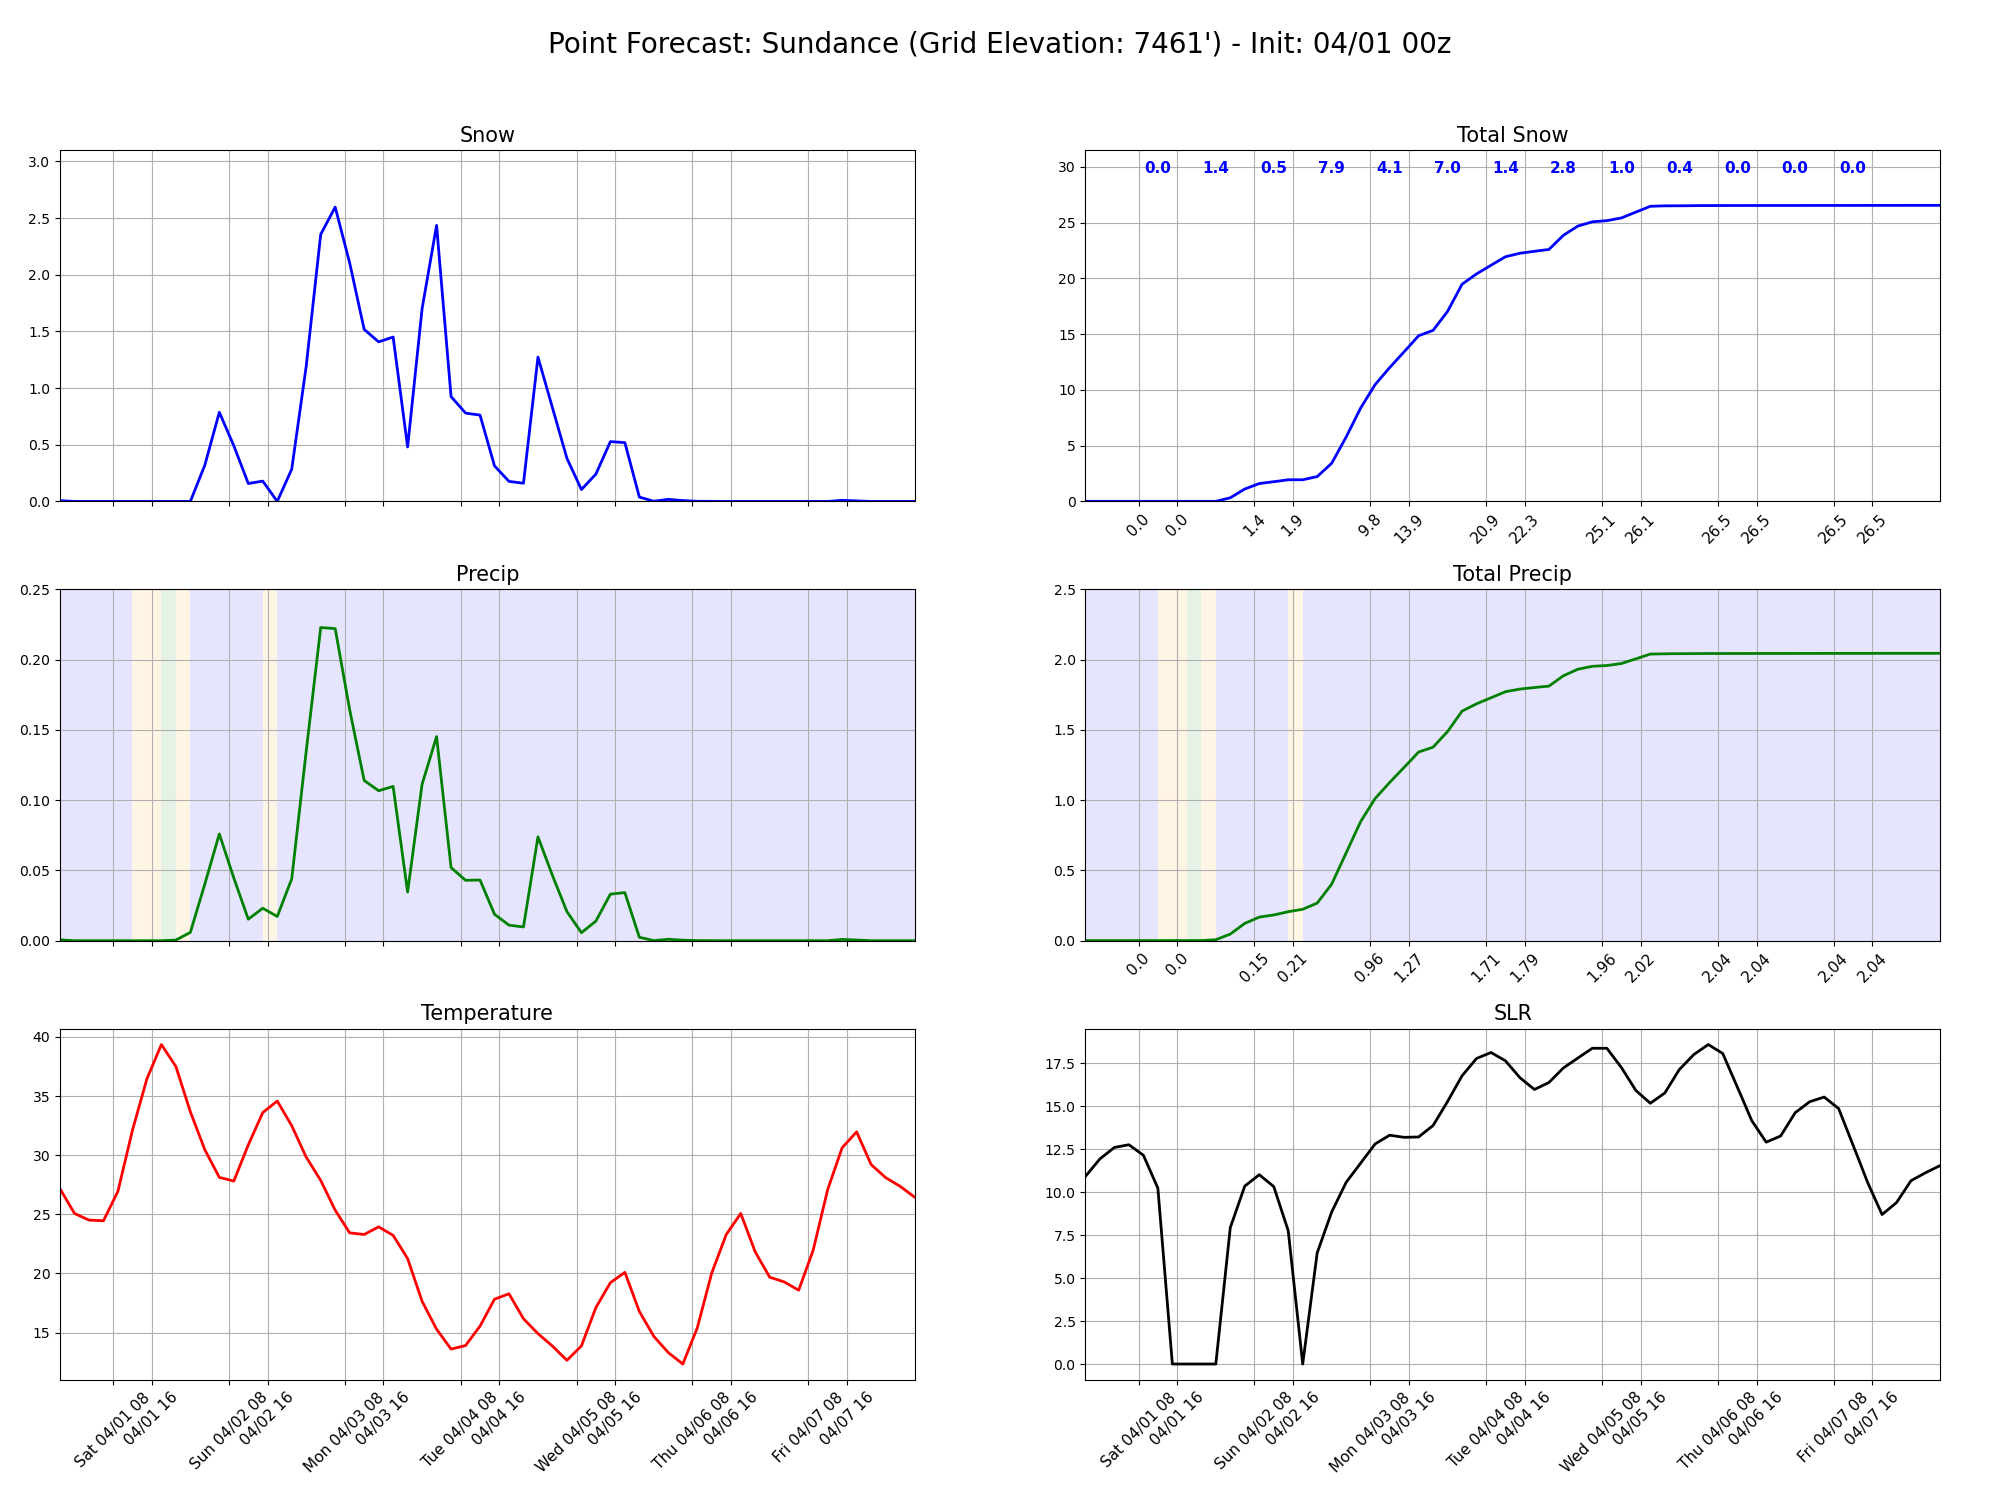 Point Forecast: Sundance (Grid Elevation: 7461') - Init: 04/01 00z
Snow
3.0
2.5
2.0
1.5
1.0
0.5
0.0
Total Snow
0.0 1.4 0.5 7.9 4.1 7.0 1.4 2.8 1.0 0.4 0.0 0.0 0.0
30
25
20
15
10
5
0
0.0 0.0 1.4 1.9 9.8 13.9 20.9 22.3 25.1 26.1 26.5 26.5 26.5 26.5
Precip
0.25
0.20
0.15
0.10
0.05
0.00
Total Precip
2.5
2.0
1.5
1.0
0.5
0.0
0.0 0.0 0.15 0.21 0.96 1.27 1.71 1.79 1.96 2.02 2.04 2.04 2.04 2.04
Temperature
40
35
30
25
20
15
Sat 04/01 08
04/01 16
Sun 04/02 08
04/02 16
Mon 04/03 08
04/03 16
Tue 04/04 08
04/04 16
Wed 04/05 08
04/05 16
Thu 04/06 08
04/06 16
Fri 04/07 08
04/07 16
SLR
17.5
15.0
12.5
10.0
7.5
5.0
2.5
0.0
Sat 04/01 08
04/01 16
Sun 04/02 08
04/02 16
Mon 04/03 08
04/03 16
Tue 04/04 08
04/04 16
Wed 04/05 08
04/05 16
Thu 04/06 08
04/06 16
Fri 04/07 08
04/07 16